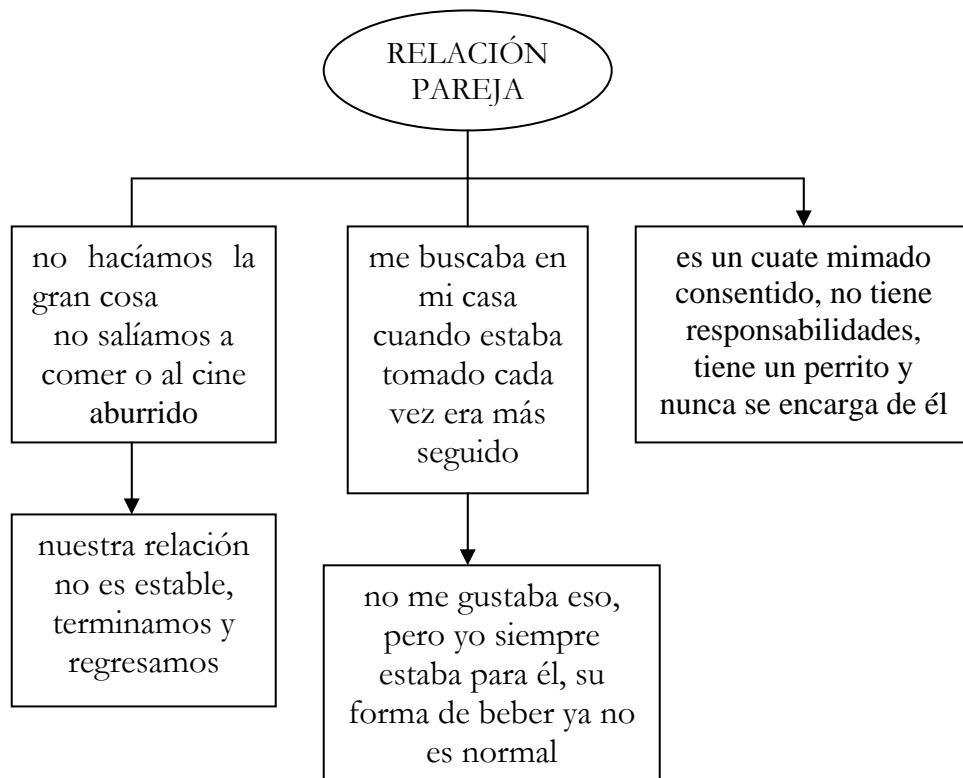 RELACIÓN
PAREJA
no hacíamos la
gran cosa
no salíamos a
comer o al cine
aburrido
me buscaba en
mi casa
cuando estaba
tomado cada
vez era más
seguido
es un cuate mimado
consentido, no tiene
responsabilidades,
tiene un perrito y
nunca se encarga de él
nuestra relación
no es estable,
terminamos y
regresamos
no me gustaba eso,
pero yo siempre
estaba para él, su
forma de beber ya no
es normal